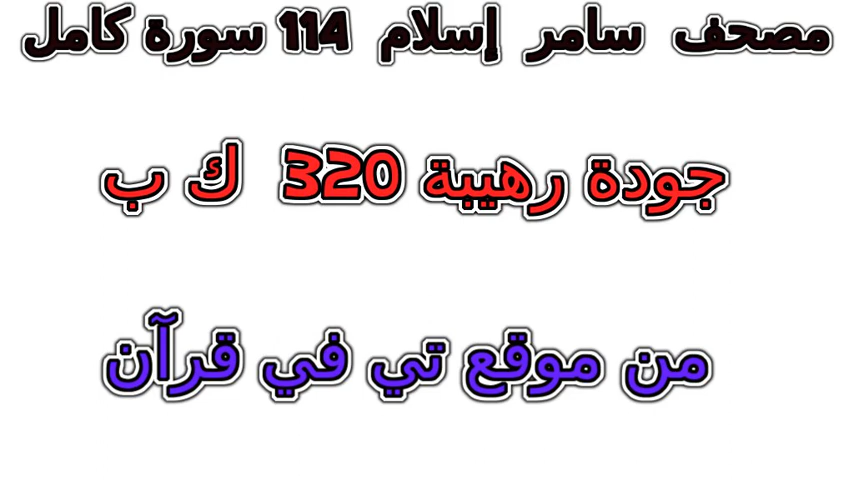 مصحف سامر إسلام 114 سورة كامل
جودة رهيبة 320 ك ب
من موقع تي في قرآن